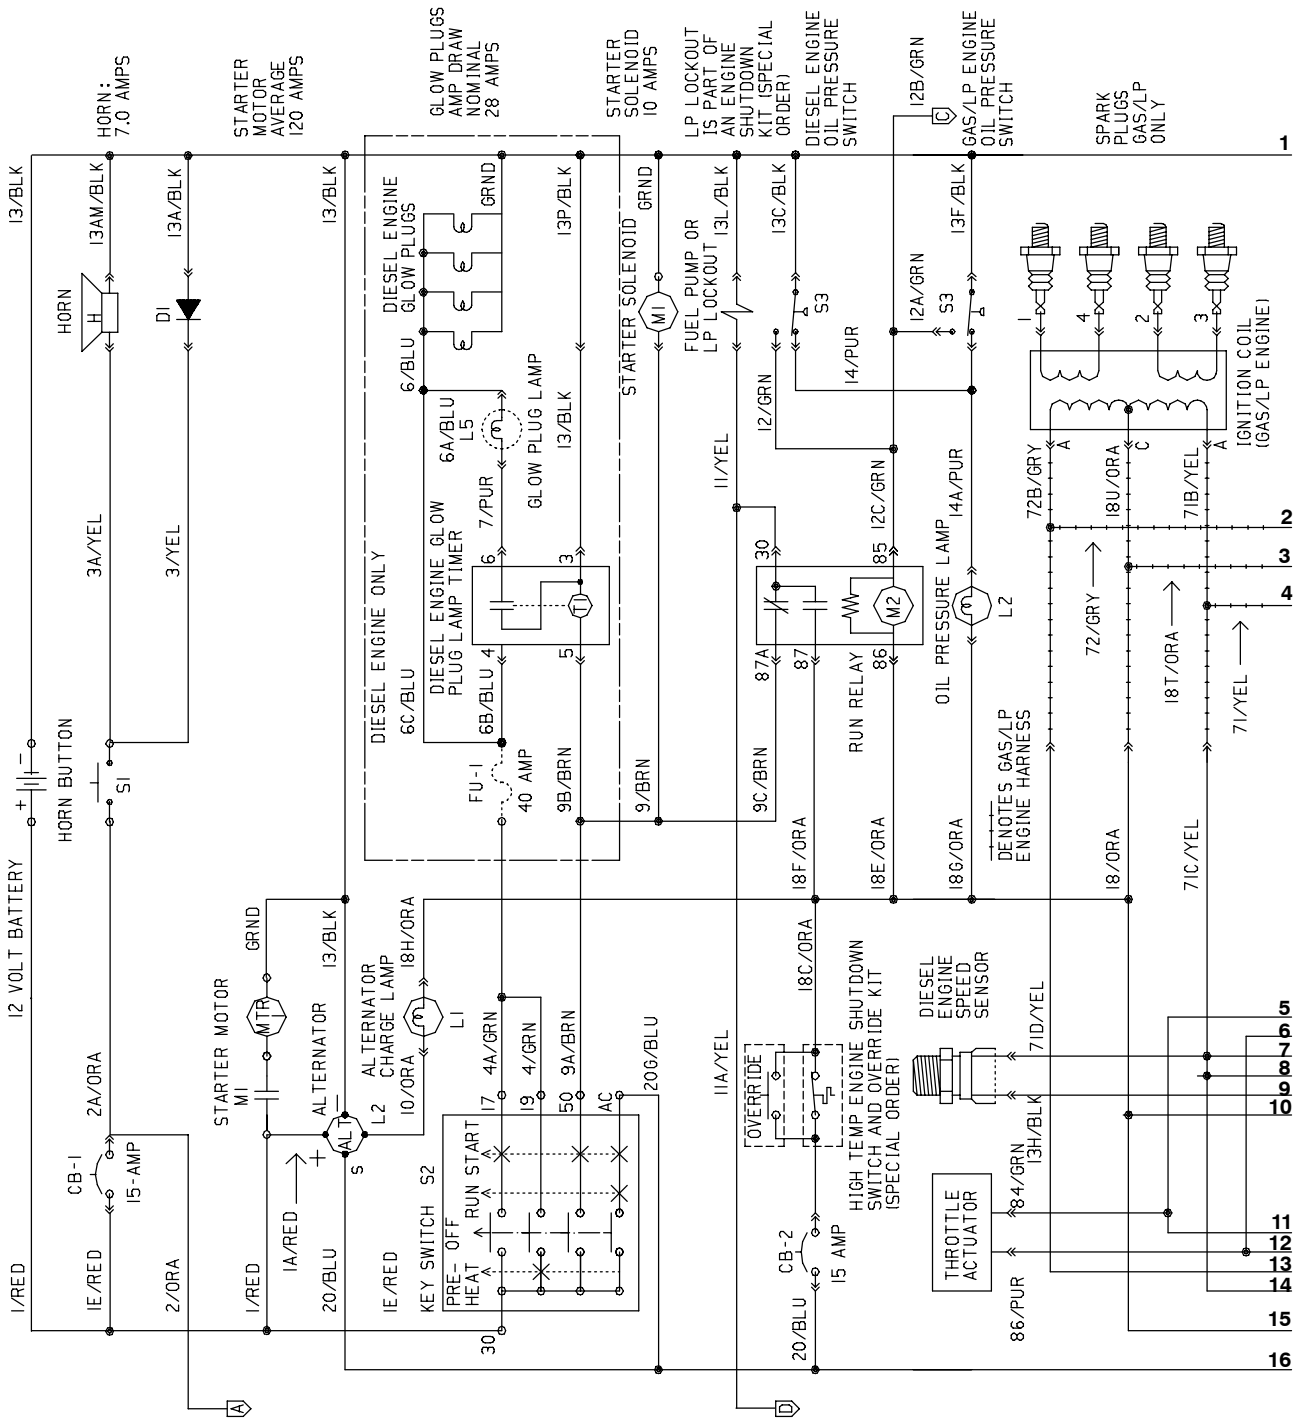 13/BLK
HORN:
7.0 AMPS
13AM/BLK
13A/BLK
STARTER
MOTOR
AVERAGE
120 AMPS
13/BLK
GLOW PLUGS
AMP DRAW
NOMINAL
28 AMPS
GRND
13P/BLK
STARTER
SOLENOID
10 AMPS
GRND
LP LOCKOUT
IS PART OF
AN ENGINE
SHUTDOWN
KIT (SPECIAL
ORDER)
13L/BLK
13C/BLK
DIESEL ENGINE
OIL PRESSURE
SWITCH
12B/GRN
C
GAS/LP ENGINE
OIL PRESSURE
SWITCH
13F/BLK
SPARK
PLUGS
GAS/LP
ONLY
1
HORN
H
D1
DIESEL ENGINE
GLOW PLUGS
6/BLU
STARTER SOLENOID
M1
FUEL PUMP OR
LP LOCKOUT
S3
12A/GRN
S3
14/PUR
1
4
2
3
IGNITION COIL
(GAS/LP ENGINE)
3A/YEL
3/YEL
6A/BLU
L5
GLOW PLUG LAMP
13/BLK
7/PUR
11/YEL
12/GRN
12C/GRN
14A/PUR
72B/GRY
A
18U/ORA
C
71B/YEL
A
2
3
4
DIESEL ENGINE ONLY
DIESEL ENGINE GLOW
PLUG LAMP TIMER
6
3
T1
4
5
6C/BLU
6B/BLU
30
85
M2
87A
87
86
RUN RELAY
OIL PRESSURE LAMP
L2
72/GRY
18T/ORA
71/YEL
- +
12 VOLT BATTERY
HORN BUTTON
S1
FU-1
40 AMP
9B/BRN
9/BRN
9C/BRN
18F/ORA
18E/ORA
18G/ORA
DENOTES GAS/LP
ENGINE HARNESS
18/ORA
71C/YEL
2A/ORA
GRND
STARTER MOTOR
MTR
M1
13/BLK
ALTERNATOR
ALT
+
I
S
L2
18H/ORA
ALTERNATOR
CHARGE LAMP
L1
10/ORA
4A/GRN
4/GRN
9A/BRN
20G/BLU
17
19
50
AC
11A/YEL
18C/ORA
OVERRIDE
HIGH TEMP ENGINE SHUTDOWN
SWITCH AND OVERRIDE KIT
(SPECIAL ORDER)
DIESEL
ENGINE
SPEED
SENSOR
71D/YEL
13H/BLK
5
6
7
8
9
10
CB-1
15-AMP
1A/RED
KEY SWITCH S2
PRE-
HEAT
OFF
RUN
START
30
CB-2
15 AMP
THROTTLE
ACTUATOR
84/GRN
86/PUR
11
12
13
14
15
16
1/RED
1E/RED
2/ORA
1/RED
20/BLU
1E/RED
20/BLU
A
D